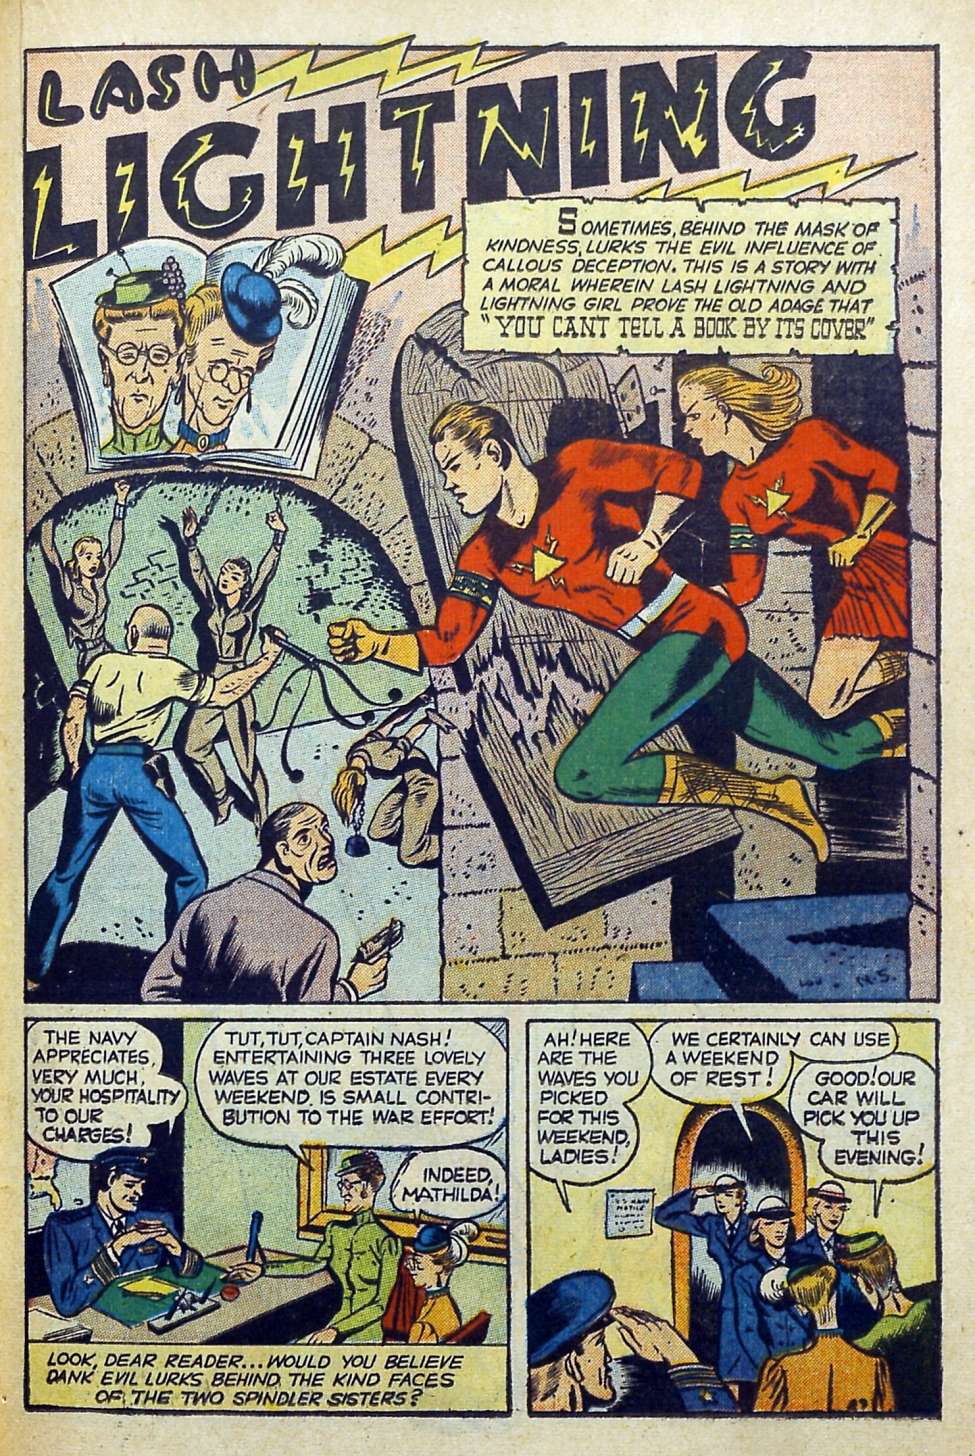 LASH
LIGHTNING
SOMETIMES, BEHIND THE MASK OF
KINDNESS, LURKS THE EVIL INFLUENCE OF
CALLOUS DECEPTION. THIS IS A STORY WITH
A MORAL WHEREIN LASH LIGHTNING AND
LIGHTNING GIRL PROVE THE OLD ADAGE THAT
"YOU CANT TELL A BOOK BY ITS COVER"
THE NAVY
APPRECIATES,
VERY MUCH,
YOUR HOSPITALITY
TO OUR
CHARGES!
TUT, TUT, CAPTAIN NASH!
ENTERTAINING THREE LOVELY
WAVES AT OUR ESTATE EVERY
WEEKEND, IS SMALL CONTRI-
BUTION TO THE WAR EFFORT!
INDEED,
MATHILDA!
LOOK, DEAR READER... WOULD YOU BELIEVE
DANK EVIL LURKS BEHIND THE KIND FACES
OF THE TWO SPINDLER SISTERS?
AH! HERE
ARE THE
WAVES YOU
PICKED
FOR THIS
WEEKEND,
LADIES!
WE CERTAINLY CAN USE
A WEEKEND
OF REST!
GOOD! OUR
CAR WILL
PICK YOU UP
THIS
EVENING!